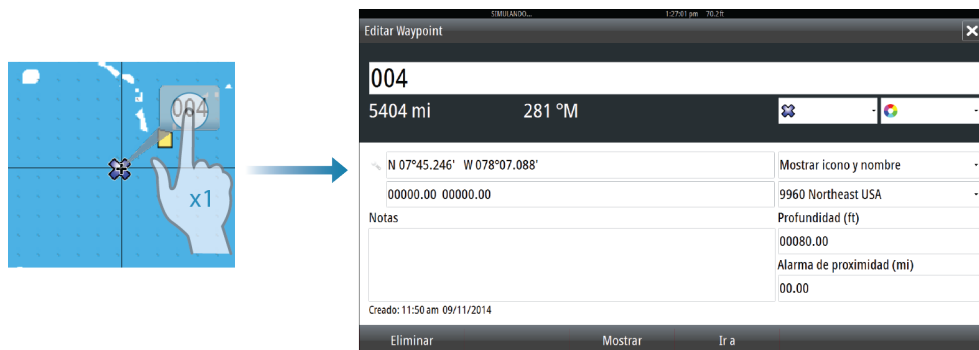 004
x1
SIMULANDO... 1:27:01 pm 70.2ft
Editar Waypoint
004
5404 mi 281 °M
N 07°45.246' W 078°07.088' Mostrar icono y nombre
00000.00 00000.00 9960 Northeast USA
Notas Profundidad (ft)
00080.00
Alarma de proximidad (mi)
00.00
Creado: 11:50 am 09/11/2014
Eliminar Mostrar Ir a